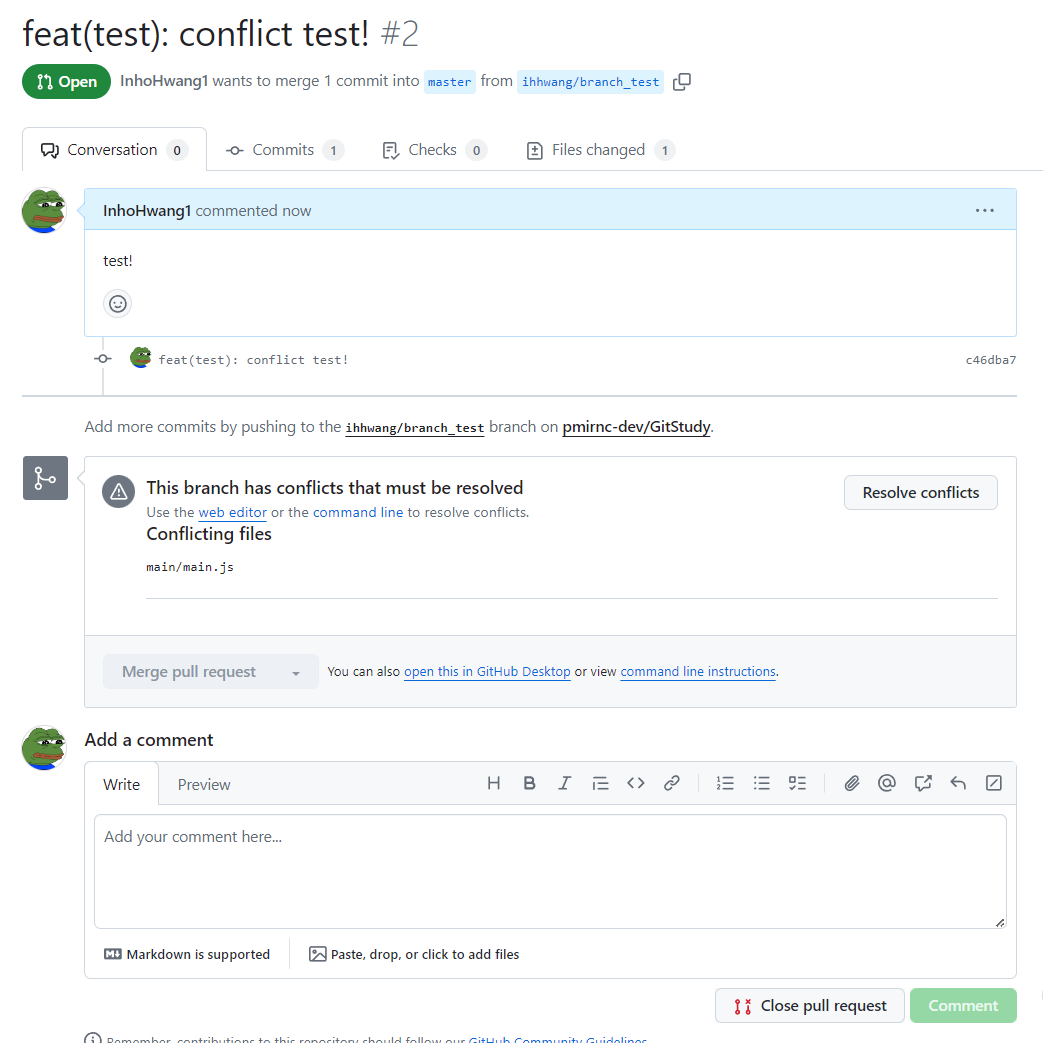 feat(test): conflict test! #2
Open InhoHwang1 wants to merge 1 commit into master from ihhwang/branch_test
Conversation 0 Commits 1 Checks 0 Files changed 1
InhoHwang1 commented now
test!
feat(test): conflict test! c46dba7
Add more commits by pushing to the ihhwang/branch_test branch on pmirnc-dev/GitStudy.
This branch has conflicts that must be resolved
Resolve conflicts
Use the web editor or the command line to resolve conflicts.
Conflicting files
main/main.js
Merge pull request You can also open this in GitHub Desktop or view command line instructions.
Add a comment
Write Preview
Add your comment here...
Markdown is supported Paste, drop, or click to add files
Close pull request Comment
Remember, contributions to this repository should follow our GitHub Community Guidelines